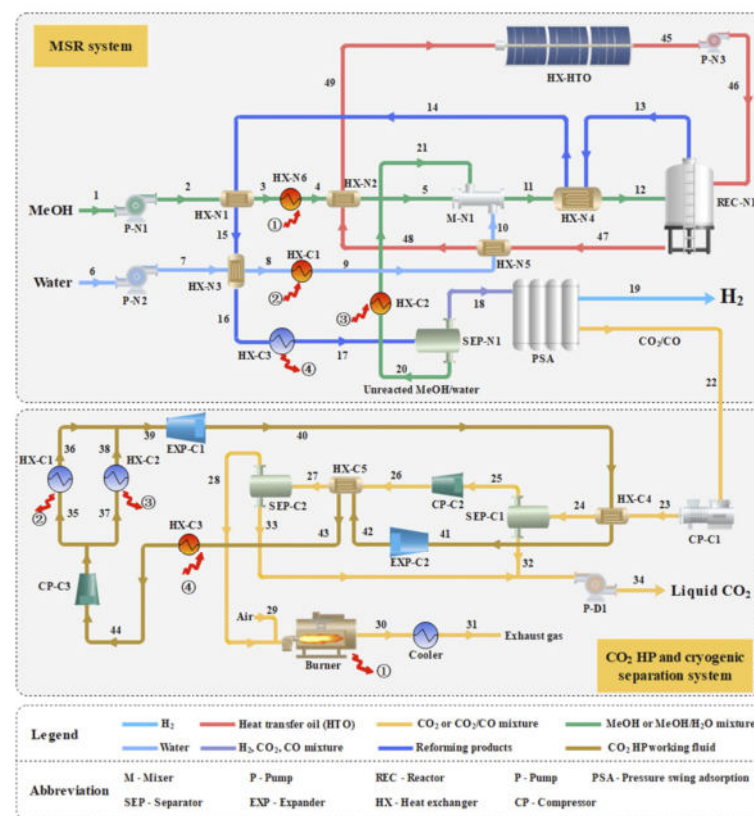 MSR system
45
P-N3
HX-HTO
49
46
14
13
21
HX-N6
1
2
3
4
HX-N2
5
11
12
MeOH
P-N1
HX-N1
M-N1
HX-N4
REC-N1
①
15
10
48
47
6
7
8
HX-C1
9
HX-N5
Water
P-N2
HX-N3
②
HX-C2
18
19
H₂
③
16
SEP-N1
PSA
CO₂/CO
HX-C3
17
④
20
Unreacted MeOH/water
22
39
EXP-C1
40
36
38
HX-C1
HX-C2
28
27
HX-C5
26
25
SEP-C2
CP-C2
24
HX-C4
23
②
③
SEP-C1
35
37
HX-C3
33
43
42
41
CP-C1
EXP-C2
CP-C3
④
32
34
Liquid CO₂
P-D1
44
Air
29
30
31
Exhaust gas
Burner
①
Cooler
CO₂ HP and cryogenic
separation system
Legend
H₂
Heat transfer oil (HTO)
CO₂ or CO₂/CO mixture
MeOH or MeOH/H₂O mixture
Water
H₂, CO₂, CO mixture
Reforming products
CO₂ HP working fluid
Abbreviation
M - Mixer
P - Pump
REC - Reactor
P - Pump
PSA - Pressure swing adsorption
SEP - Separator
EXP - Expander
HX - Heat exchanger
CP - Compressor